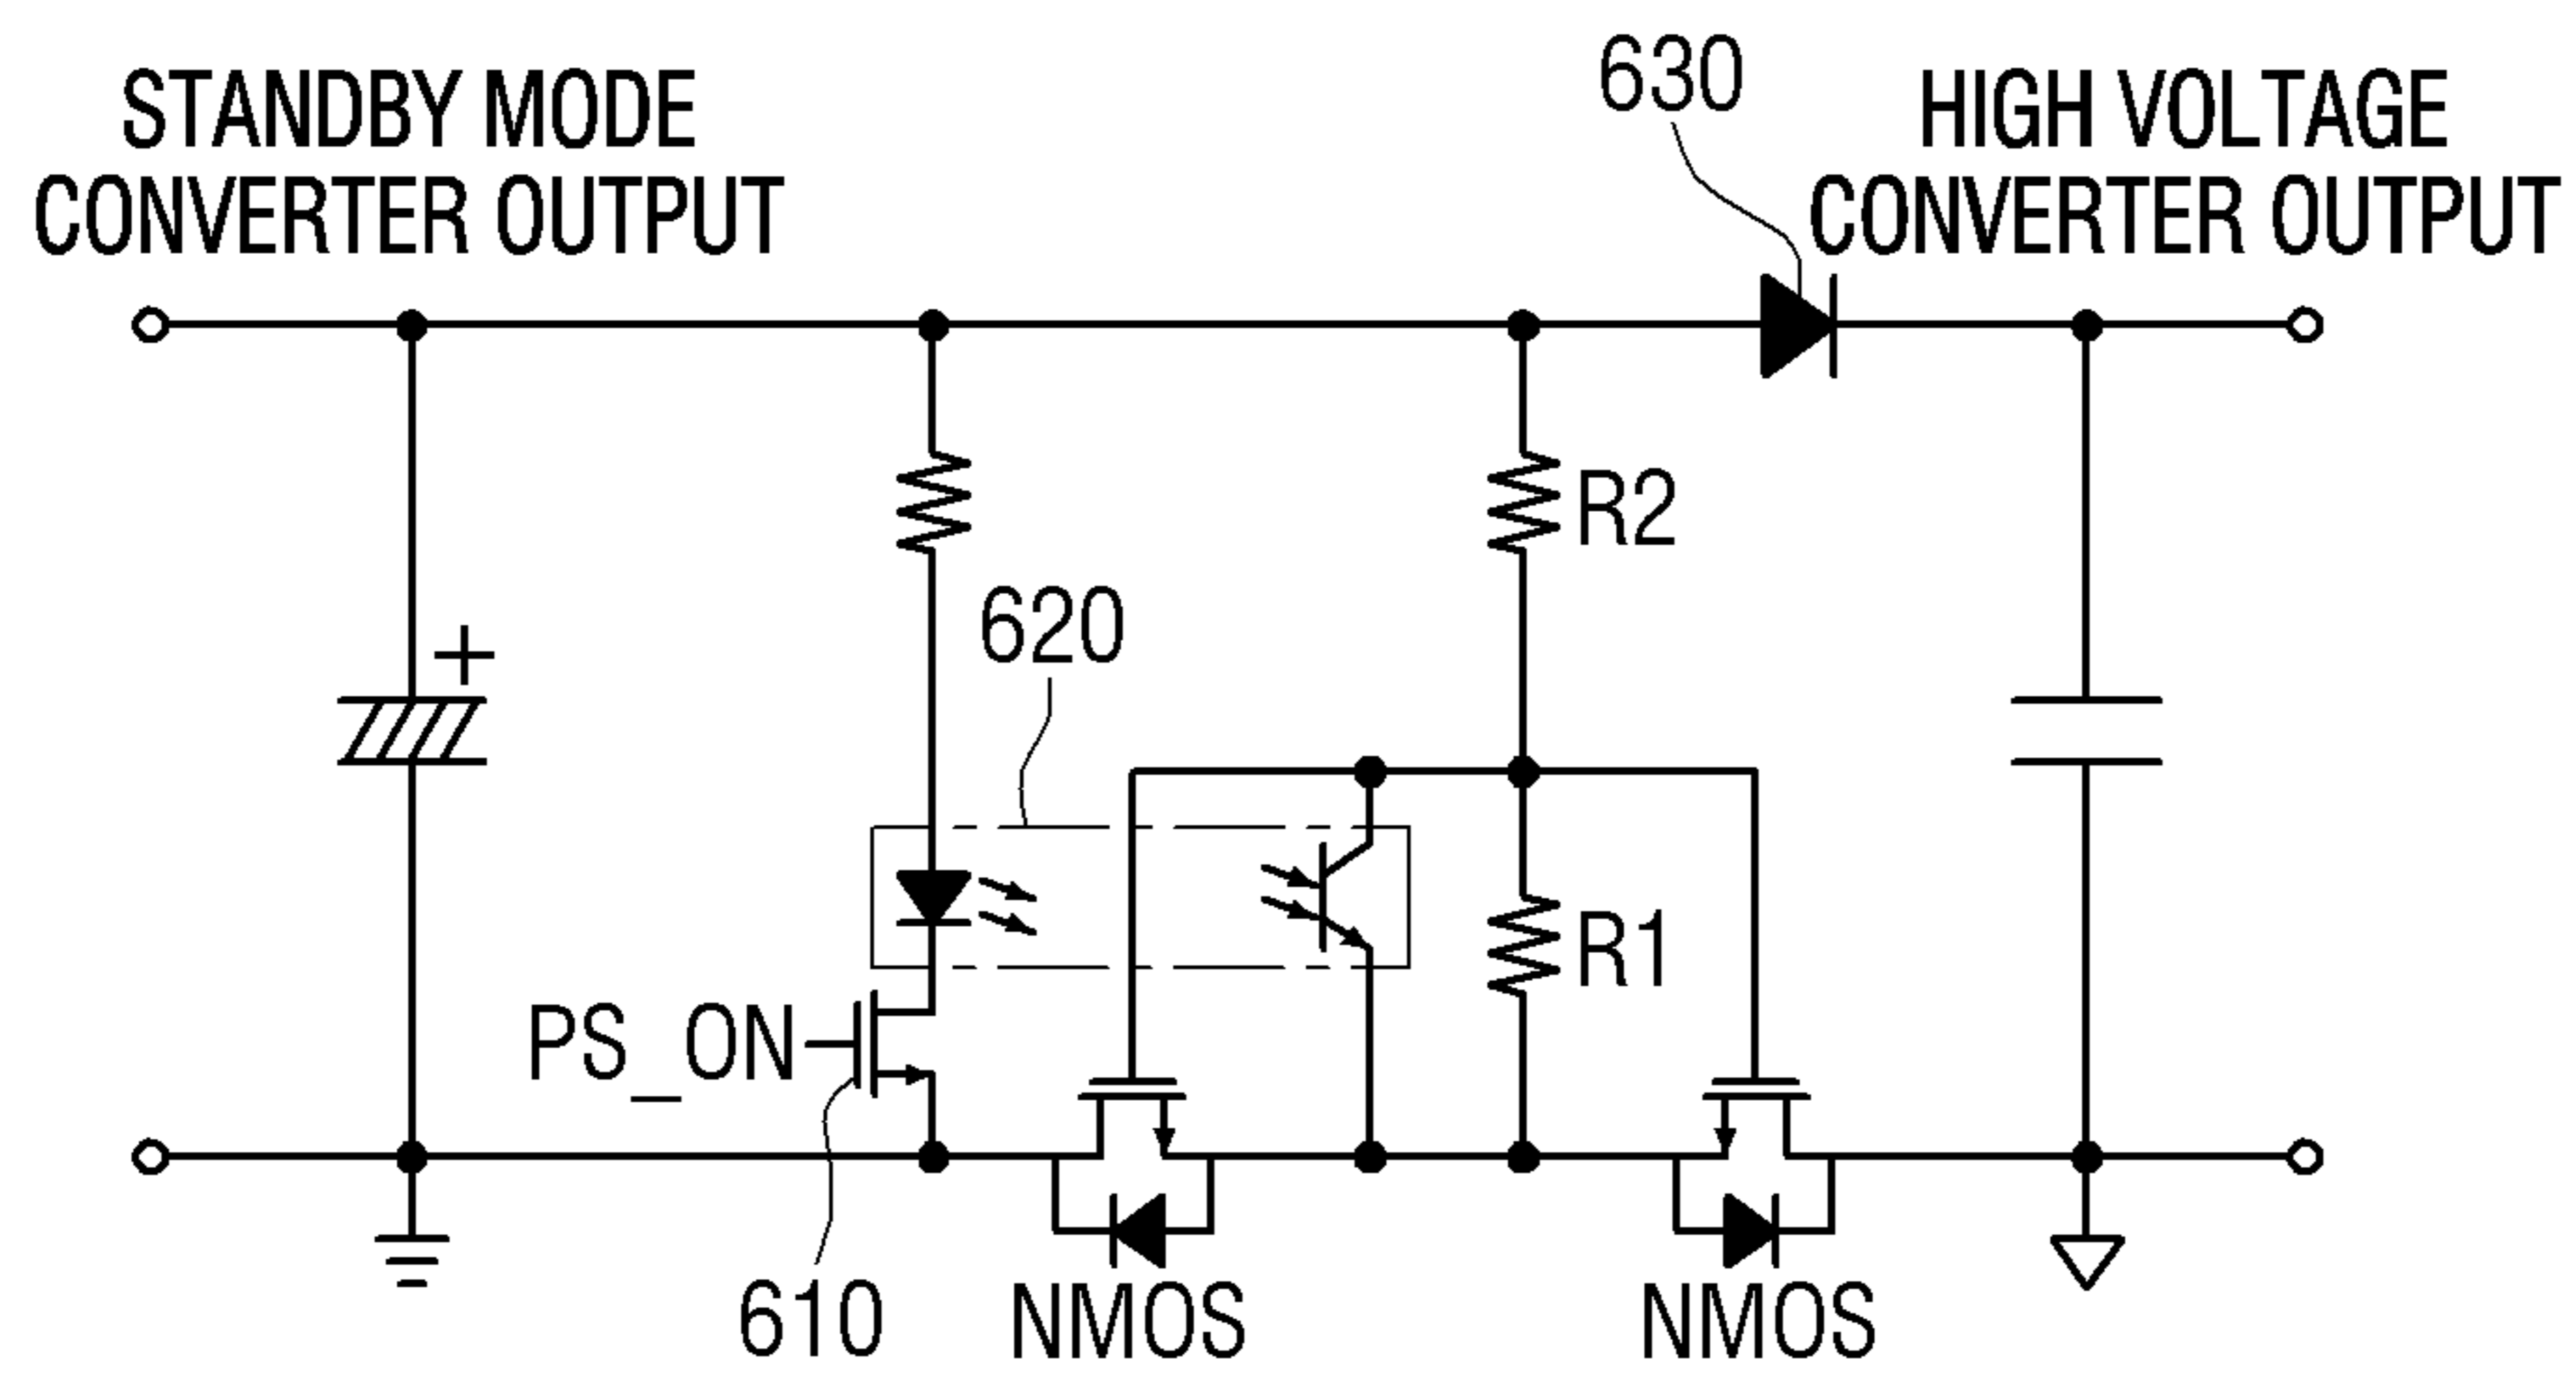 630
STANDBY MODE
CONVERTER OUTPUT
HIGH VOLTAGE
CONVERTER OUTPUT
+
R2
620
R1
PS_ON
610
NMOS
NMOS